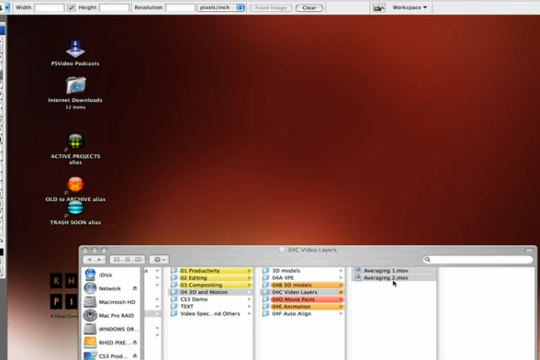 Width: Height: Resolution: pixels/inch Front Image Clear Workspace
PSVideo Podcasts
Internet Downloads
12 items
ACTIVE PROJECTS
alias
OLD to ARCHIVE alias
TRASH SOON alias
04C Video Layers
iDisk
Network
Macintosh HD
Mac Pro RAID
WINDOWS DR...
RHED PIXE...
CS3 Prod...
01 Productivity
02 Editing
03 Compositing
04 3D and Motion
CS3 Demo
TEXT
Video Spec...nd Others
3D models
04A VPE
04B 3D models
04C Video Layers
04D Movie Paint
04E Animation
04F Auto Align
Averaging 1.mov
Averaging 2.mov
R H
P I